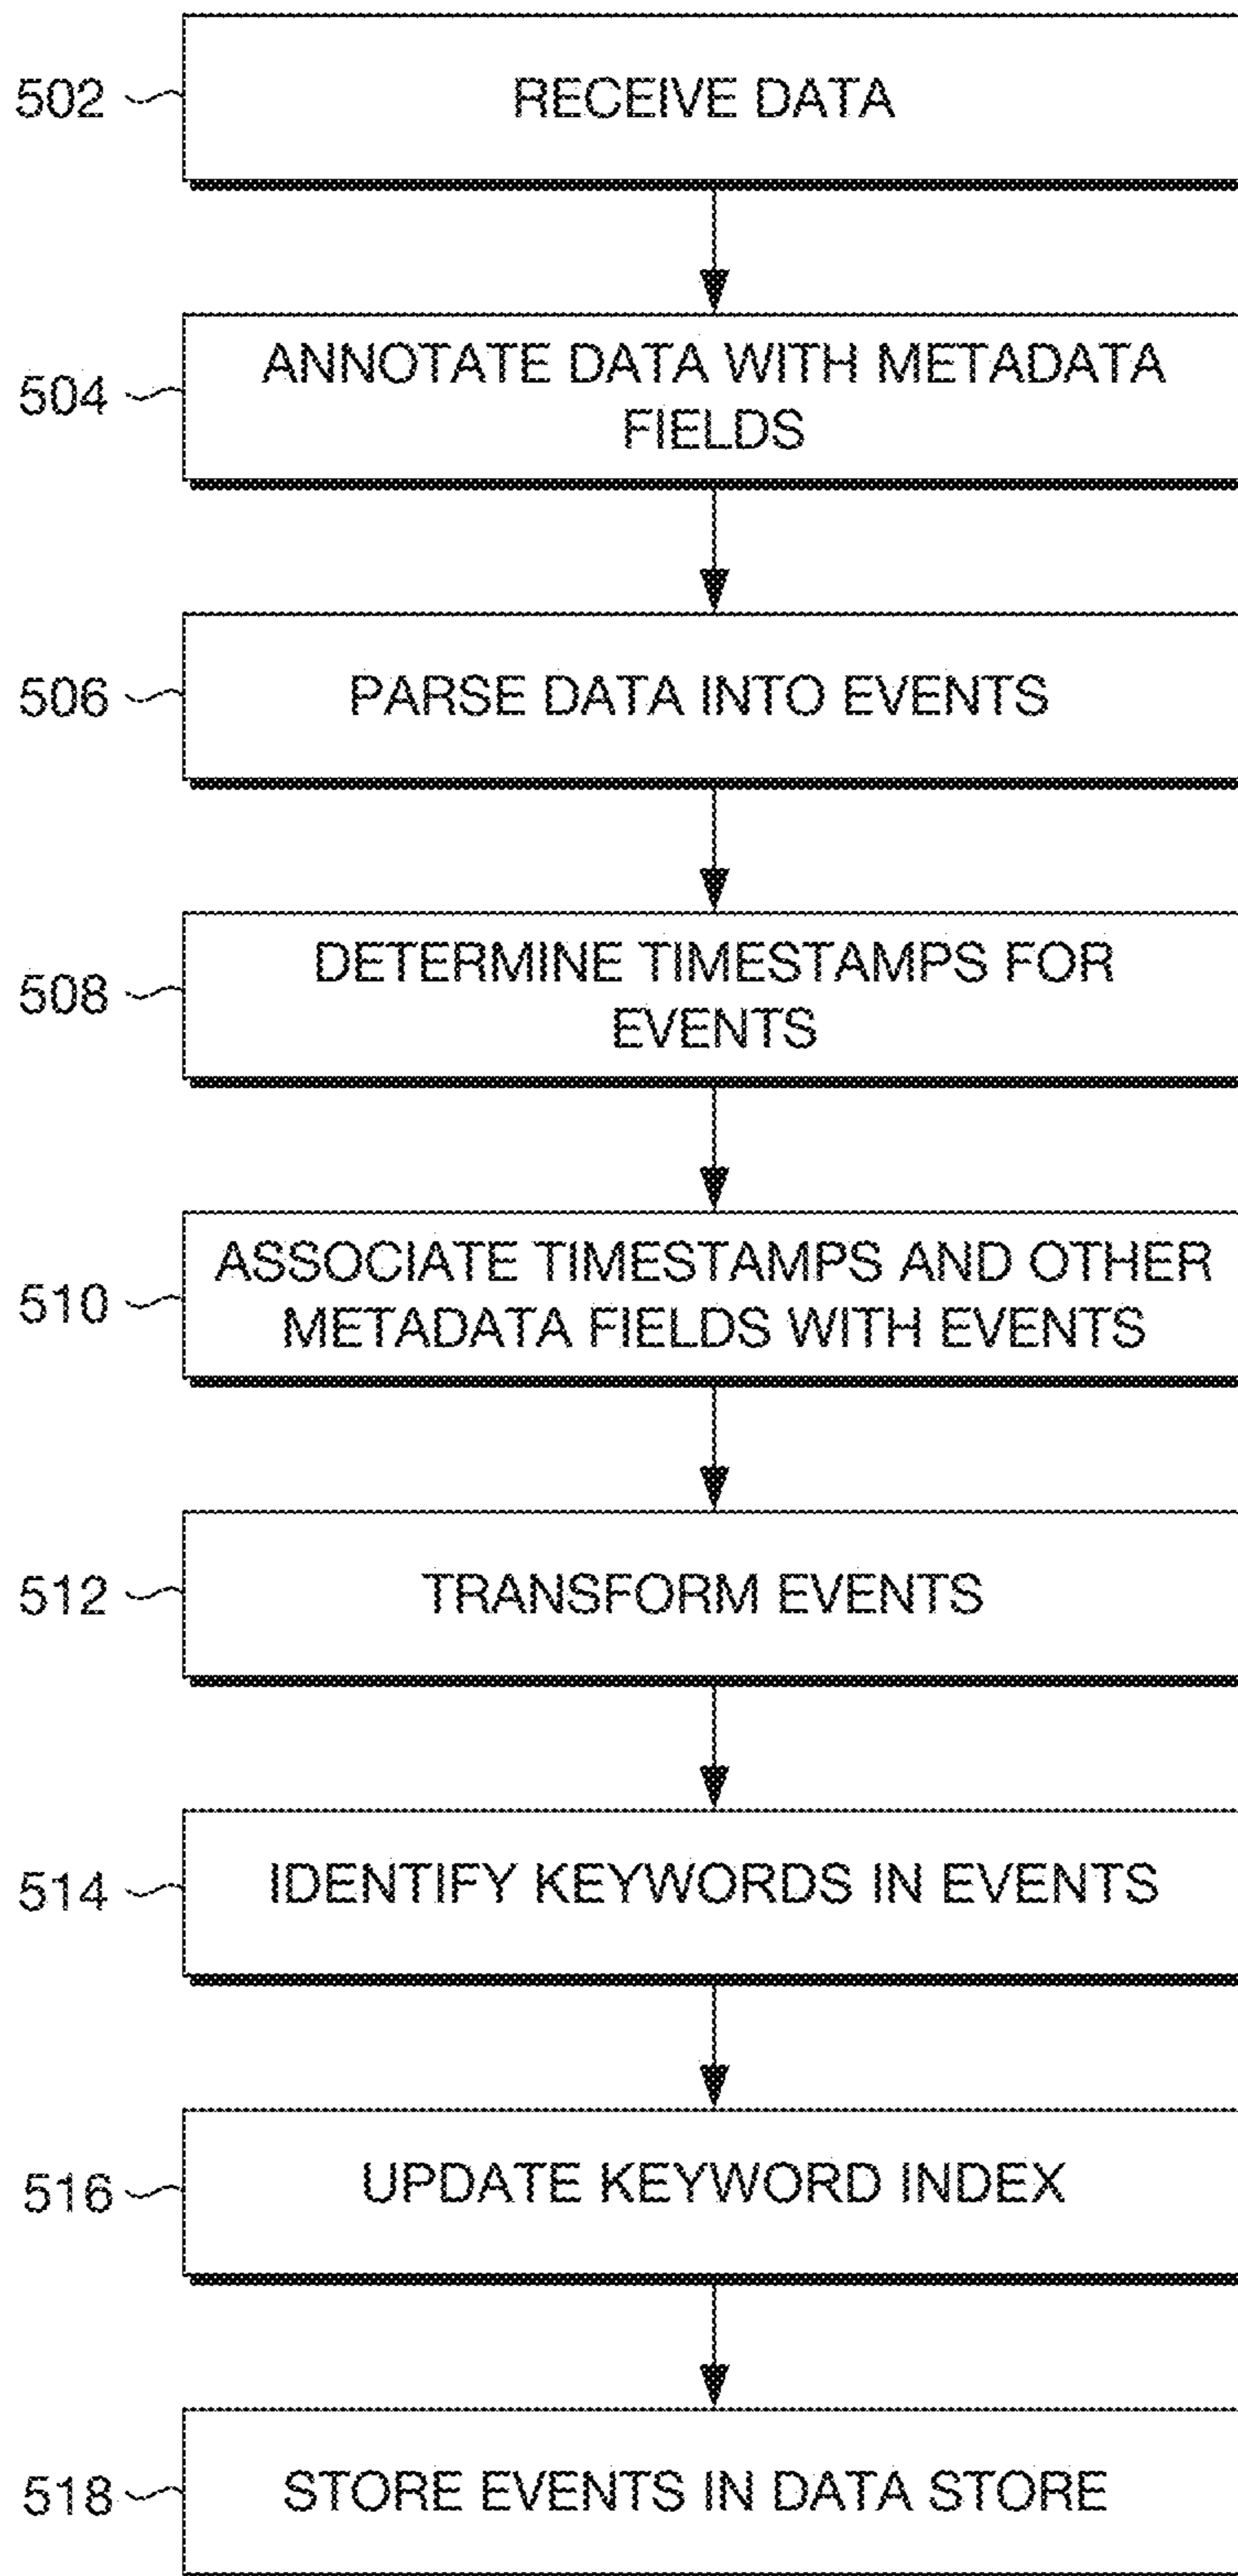 502
RECEIVE DATA
504
ANNOTATE DATA WITH METADATA
FIELDS
506
PARSE DATA INTO EVENTS
508
DETERMINE TIMESTAMPS FOR
EVENTS
510
ASSOCIATE TIMESTAMPS AND OTHER
METADATA FIELDS WITH EVENTS
512
TRANSFORM EVENTS
514
IDENTIFY KEYWORDS IN EVENTS
516
UPDATE KEYWORD INDEX
518
STORE EVENTS IN DATA STORE